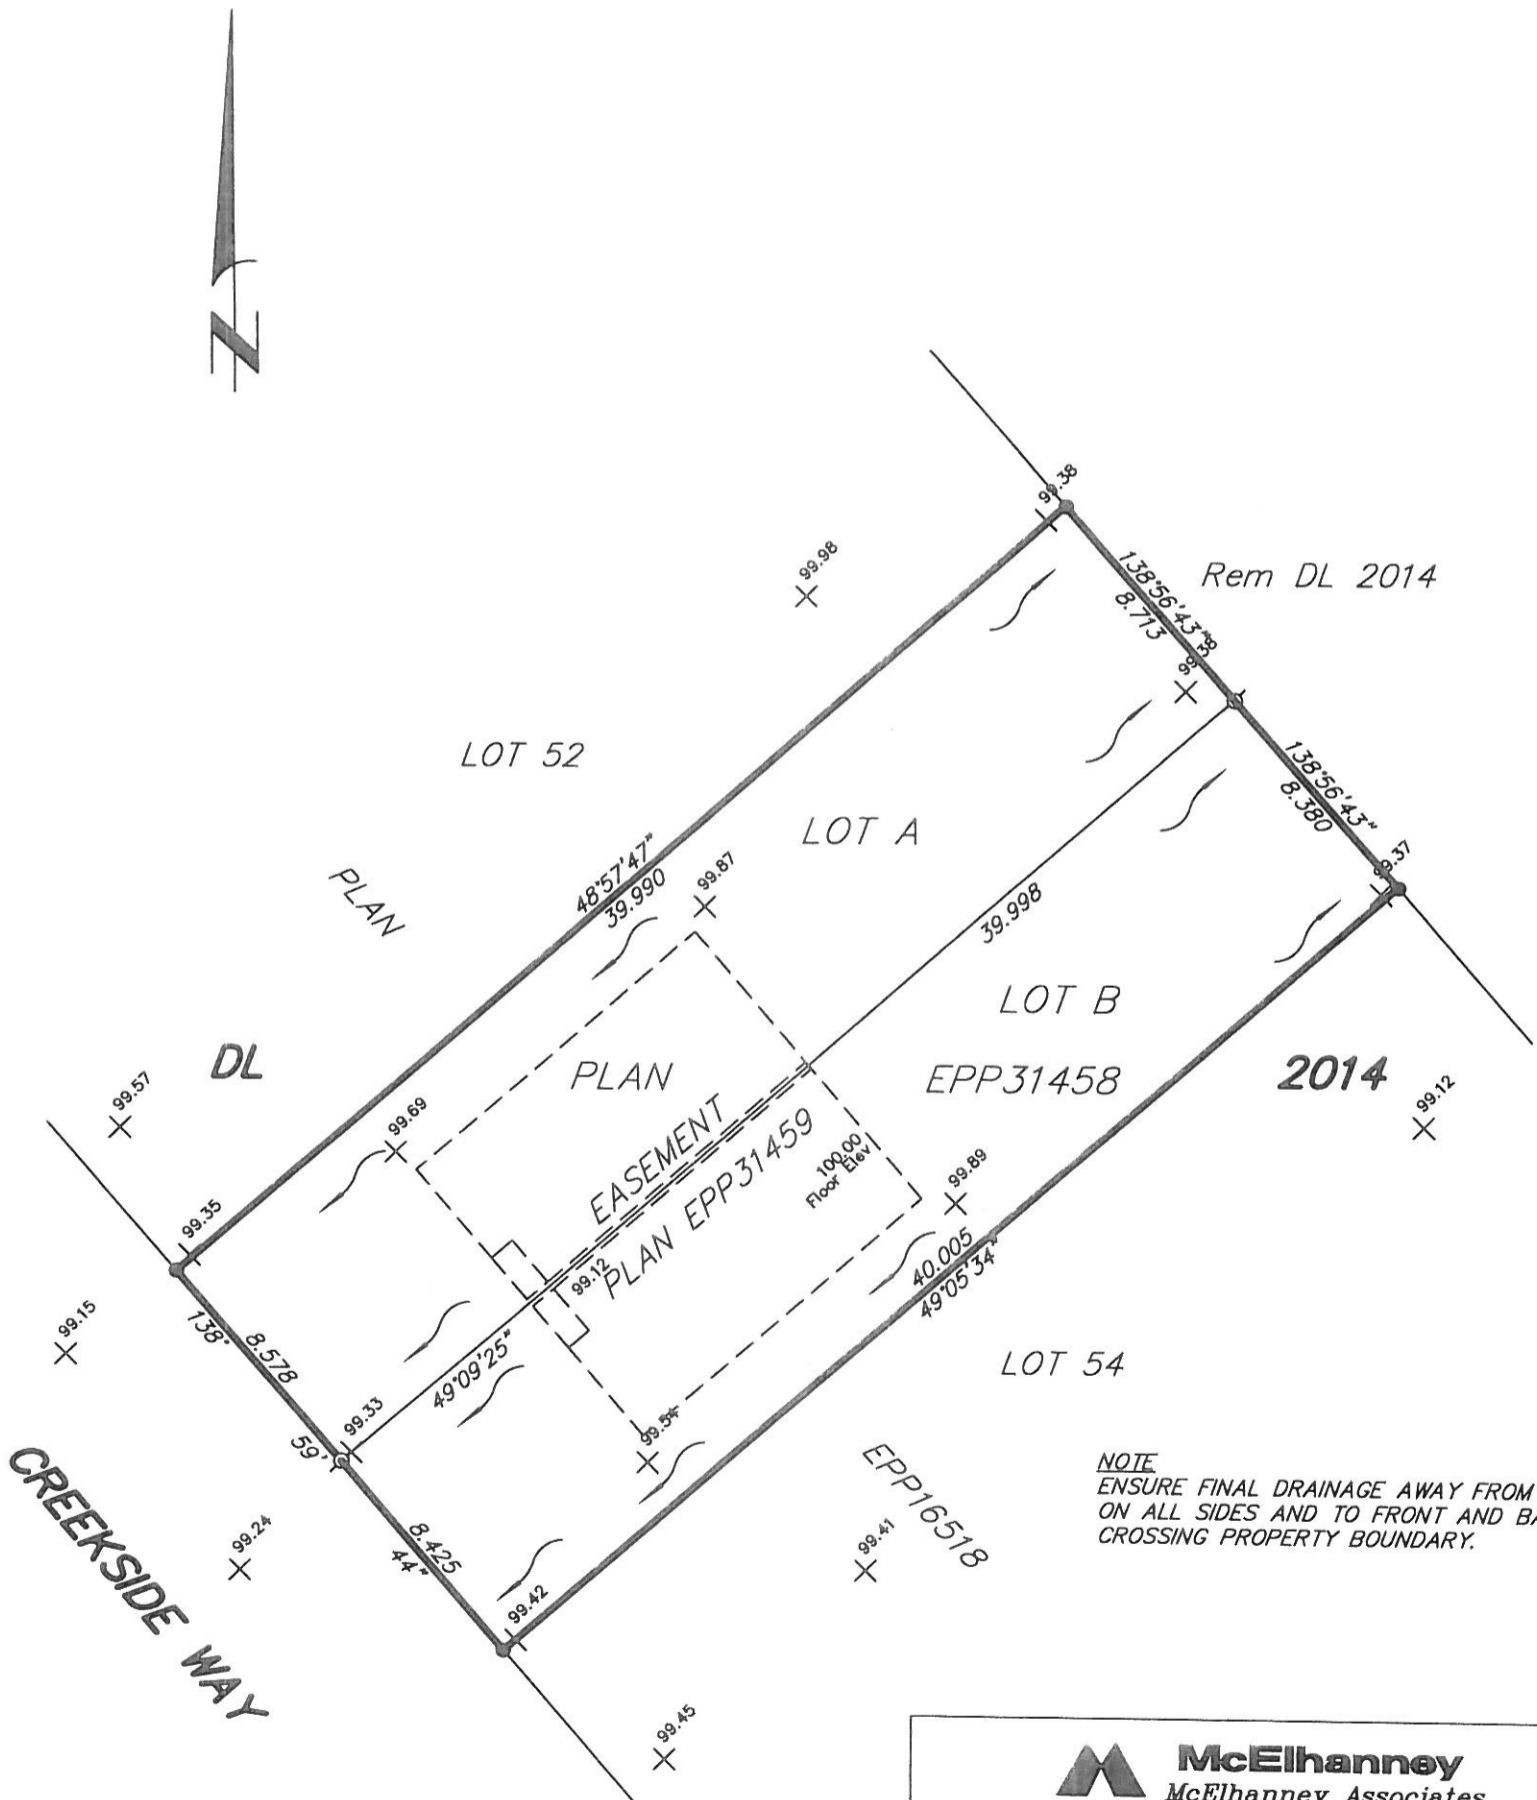 N
99.38
99.98
Rem DL 2014
138°56'43"
8.713
99.38
LOT 52
138°56'43"
8.380
LOT A
99.37
48°57'47"
39.990
99.87
PLAN
39.998
LOT B
DL
PLAN
EPP31458
2014
99.57
99.12
99.69
EASEMENT
PLAN EPP31459
100.00
Floor Elev
99.89
99.35
40.005
49°05'34"
99.12
99.15
138°
8.578
LOT 54
49°09'25"
99.33
59'
CREEKSIDE WAY
EPP16518
NOTE
ENSURE FINAL DRAINAGE AWAY FROM
ON ALL SIDES AND TO FRONT AND
CROSSING PROPERTY BOUNDARY.
99.24
8.425
44"
99.41
99.42
99.45
McElhanney
McElhanney Associates